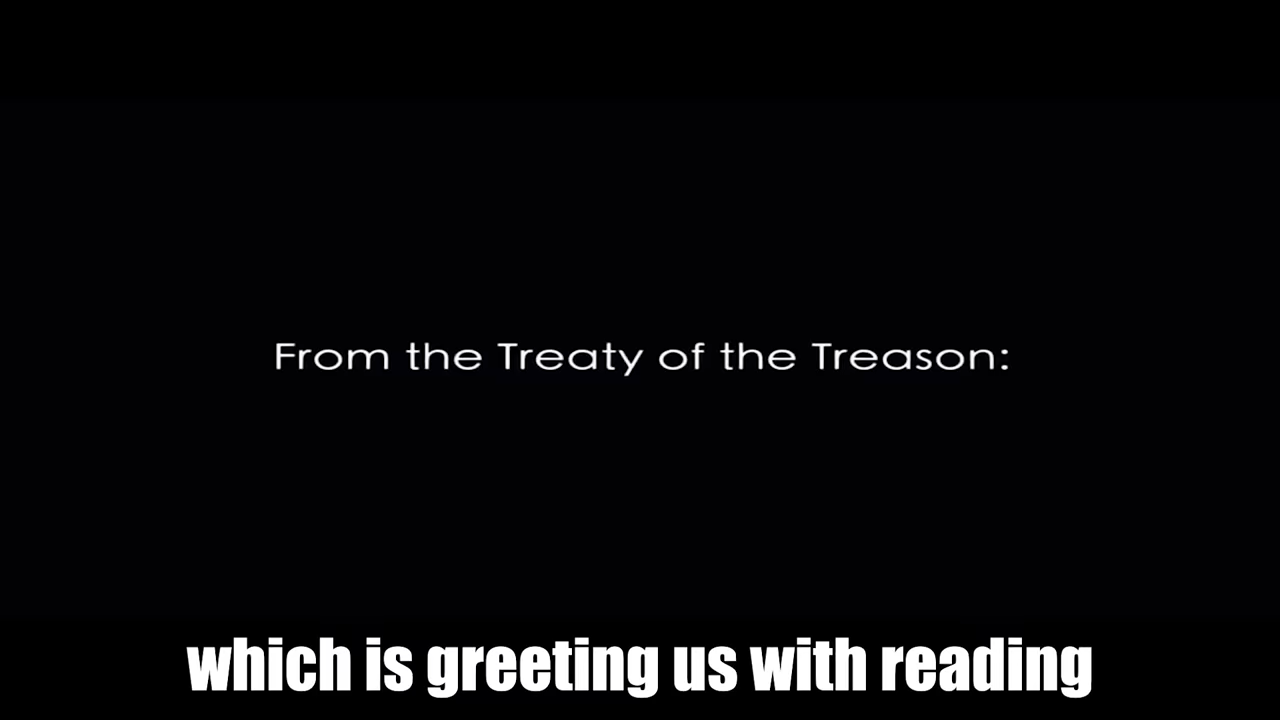 From the Treaty of the Treason:
which is greeting us with reading